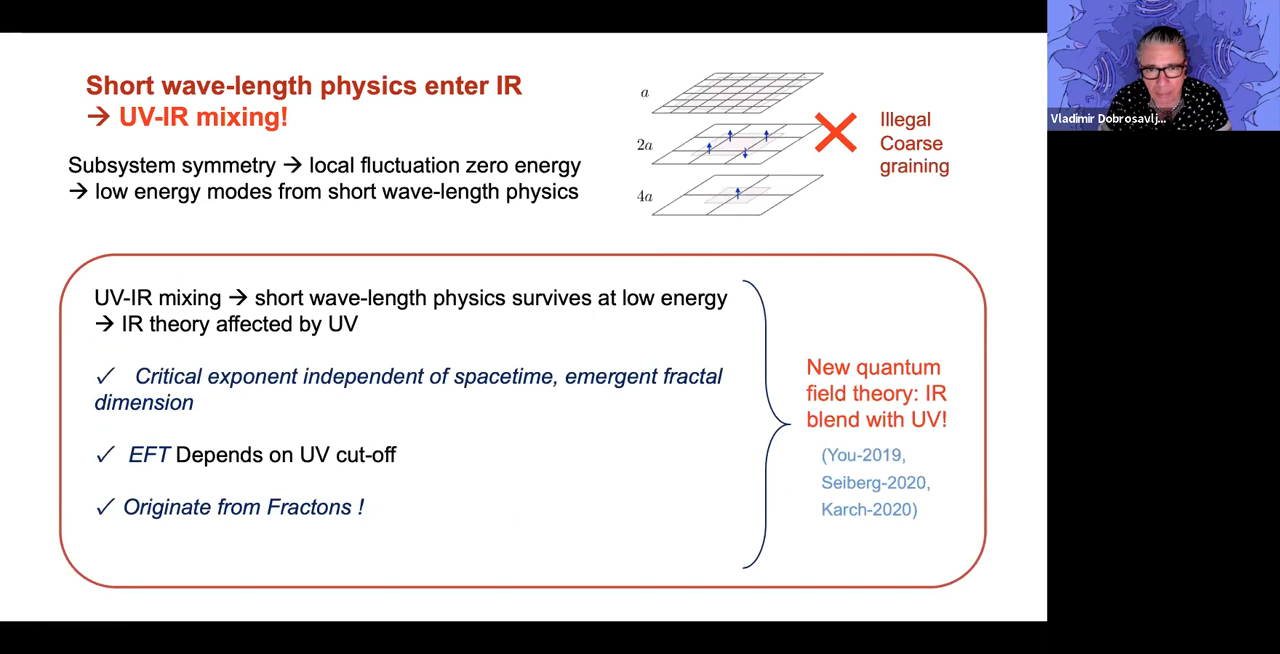 Short wave-length physics enter IR
→ UV-IR mixing!
Subsystem symmetry → local fluctuation zero energy
→ low energy modes from short wave-length physics
a
2a
4a
Illegal
Coarse
graining
UV-IR mixing → short wave-length physics survives at low energy
→ IR theory affected by UV
✓ Critical exponent independent of spacetime, emergent fractal
dimension
✓ EFT Depends on UV cut-off
✓ Originate from Fractons !
New quantum
field theory: IR
blend with UV!
(You-2019,
Seiberg-2020,
Karch-2020)
Vladimir Dobrosavlj...